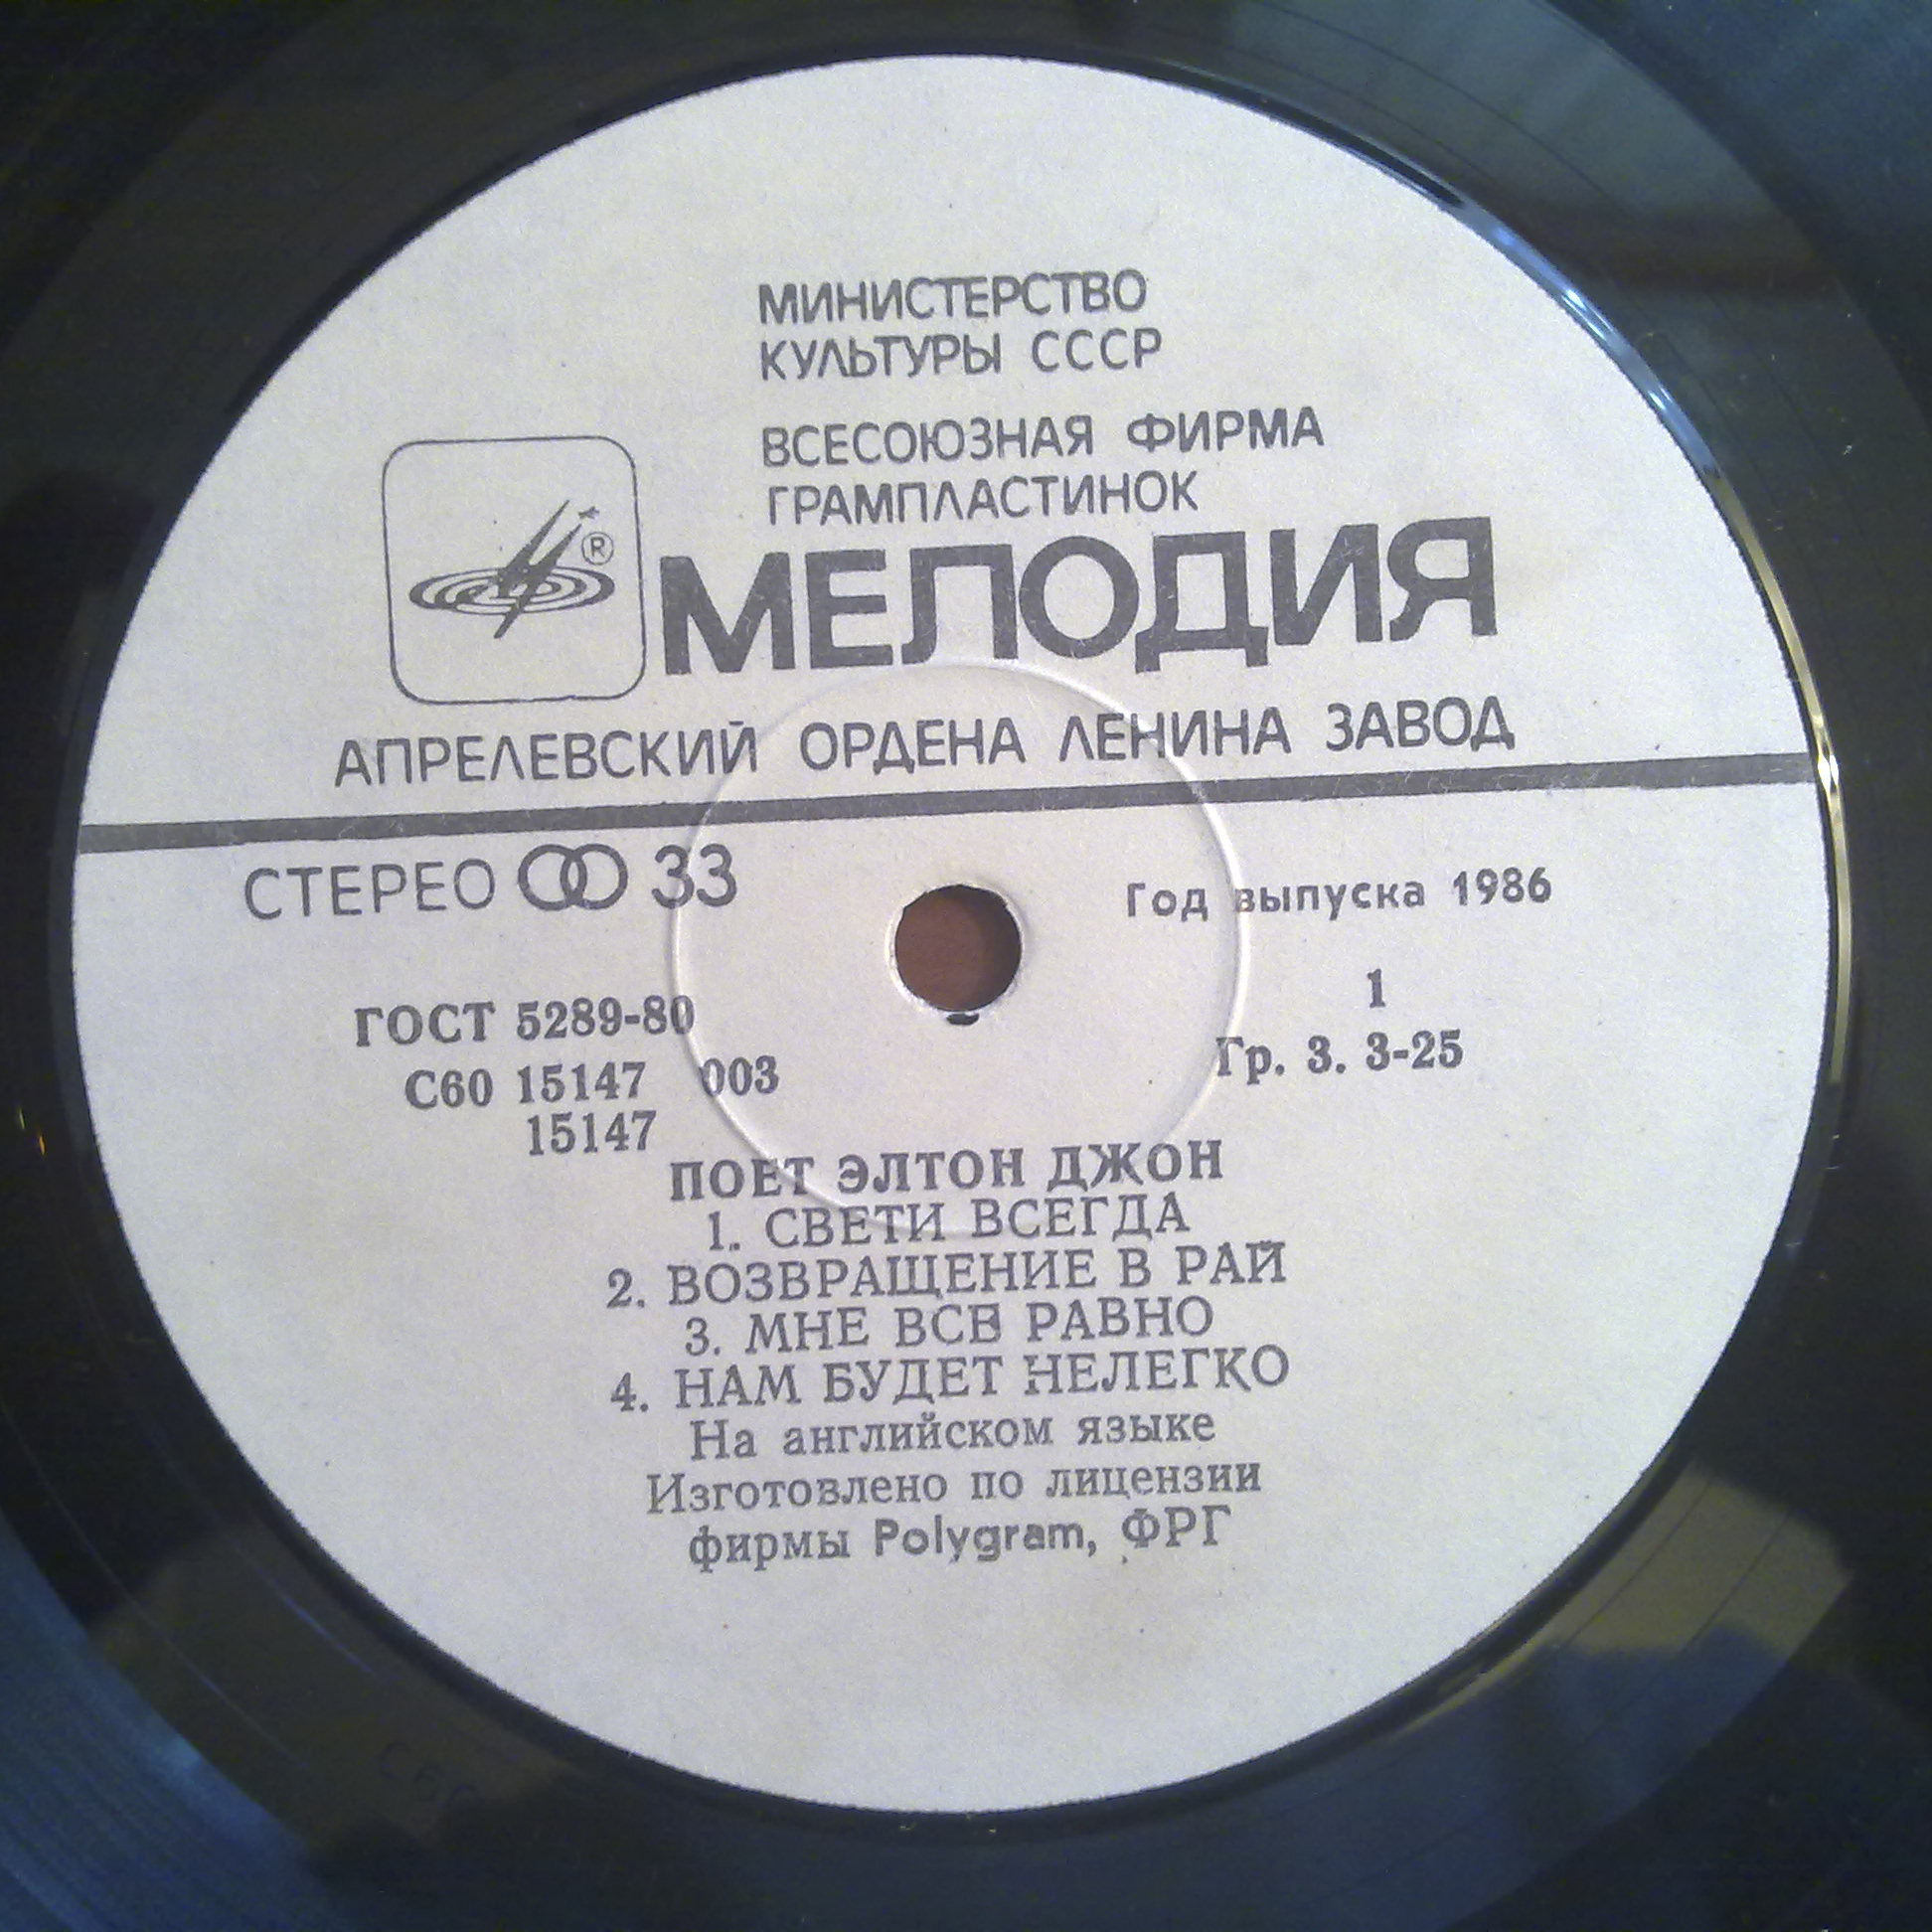 МИНИСТЕРСТВО
КУЛЬТУРЫ СССР
ВСЕСОЮЗНАЯ ФИРМА
ГРАМПЛАСТИНОК
®
МЕЛОДИЯ
АПРЕЛЕВСКИЙ ОРДЕНА ЛЕНИНА ЗАВОД
СТЕРЕО 33
Год выпуска 1986
ГОСТ 5289-80
1
С60 15147 003
Гр. 3. 3-25
15147
ПОЕТ ЭЛТОН ДЖОН
1. СВЕТИ ВСЕГДА
2. ВОЗВРАЩЕНИЕ В РАЙ
3. МНЕ ВСЕ РАВНО
4. НАМ БУДЕТ НЕЛЕГКО
На английском языке
Изготовлено по лицензии
фирмы Polygram, ФРГ